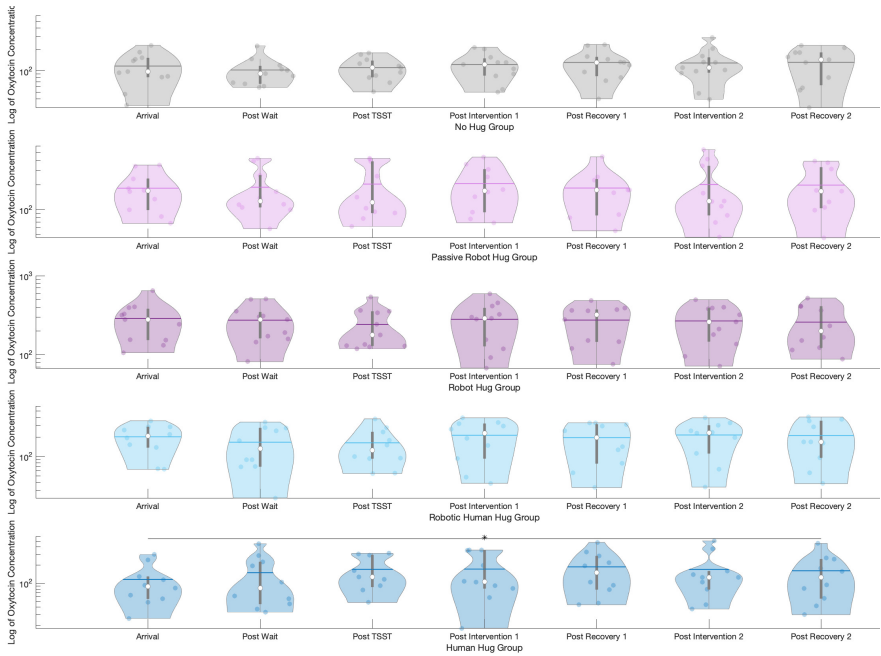 Log of Oxytocin Concentratic
10²
Arrival Post Wait Post TSST Post Intervention 1 Post Recovery 1 Post Intervention 2 Post Recovery 2
No Hug Group
Log of Oxytocin Concentration
10²
Arrival Post Wait Post TSST Post Intervention 1 Post Recovery 1 Post Intervention 2 Post Recovery 2
Passive Robot Hug Group
Log of Oxytocin Concentration
10³
10²
Arrival Post Wait Post TSST Post Intervention 1 Post Recovery 1 Post Intervention 2 Post Recovery 2
Robot Hug Group
Log of Oxytocin Concentration
10²
Arrival Post Wait Post TSST Post Intervention 1 Post Recovery 1 Post Intervention 2 Post Recovery 2
Robotic Human Hug Group
Log of Oxytocin Concentration
10²
*
Arrival Post Wait Post TSST Post Intervention 1 Post Recovery 1 Post Intervention 2 Post Recovery 2
Human Hug Group